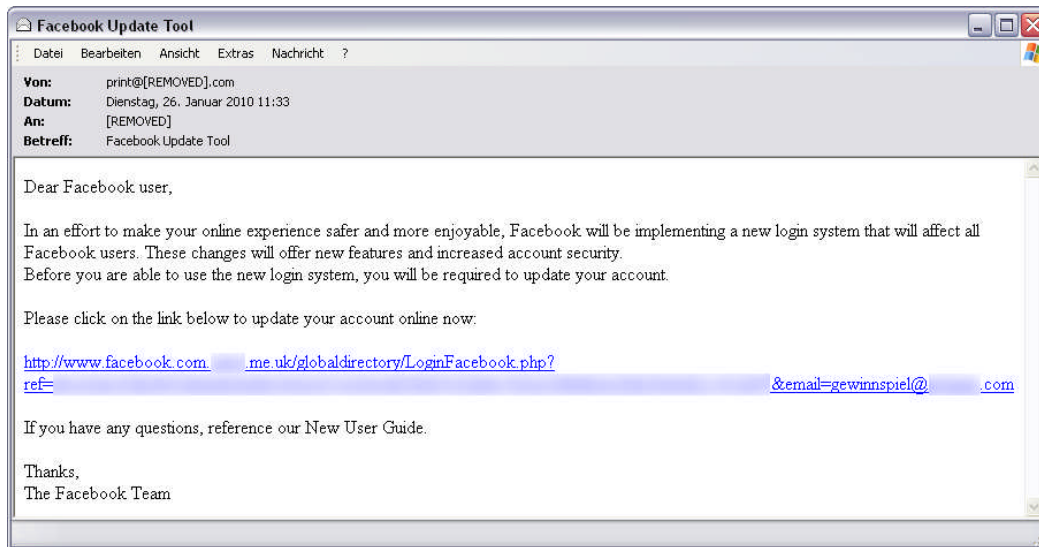 Facebook Update Tool
Datei Bearbeiten Ansicht Extras Nachricht ?
Von: print@[REMOVED].com
Datum: Dienstag, 26. Januar 2010 11:33
An: [REMOVED]
Betreff: Facebook Update Tool
Dear Facebook user,
In an effort to make your online experience safer and more enjoyable, Facebook will be implementing a new login system that will affect all
Facebook users. These changes will offer new features and increased account security.
Before you are able to use the new login system, you will be required to update your account.
Please click on the link below to update your account online now:
http://www.facebook.com. .me.uk/globaldirectory/LoginFacebook.php?
ref= &email=gewinnspiel@ .com
If you have any questions, reference our New User Guide.
Thanks,
The Facebook Team